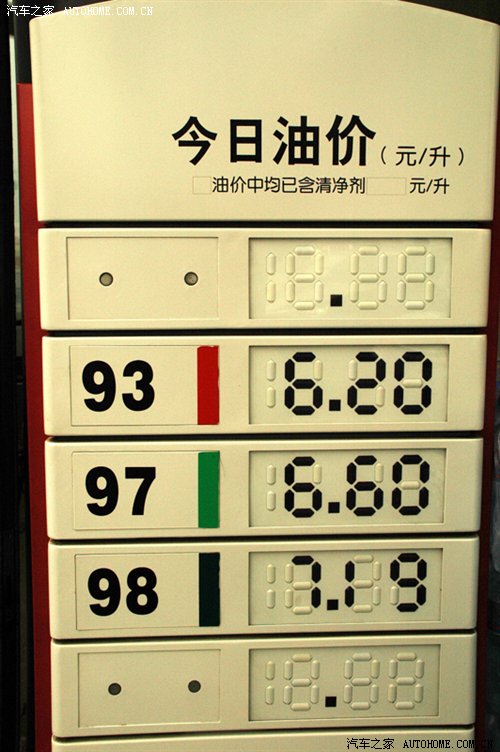 汽车之家 AUTOHOME.COM.CN
今日油价（元/升）
油价中均已含清净剂 元/升
93 6.20
97 6.60
98 7.19
汽车之家 AUTOHOME.COM.CN